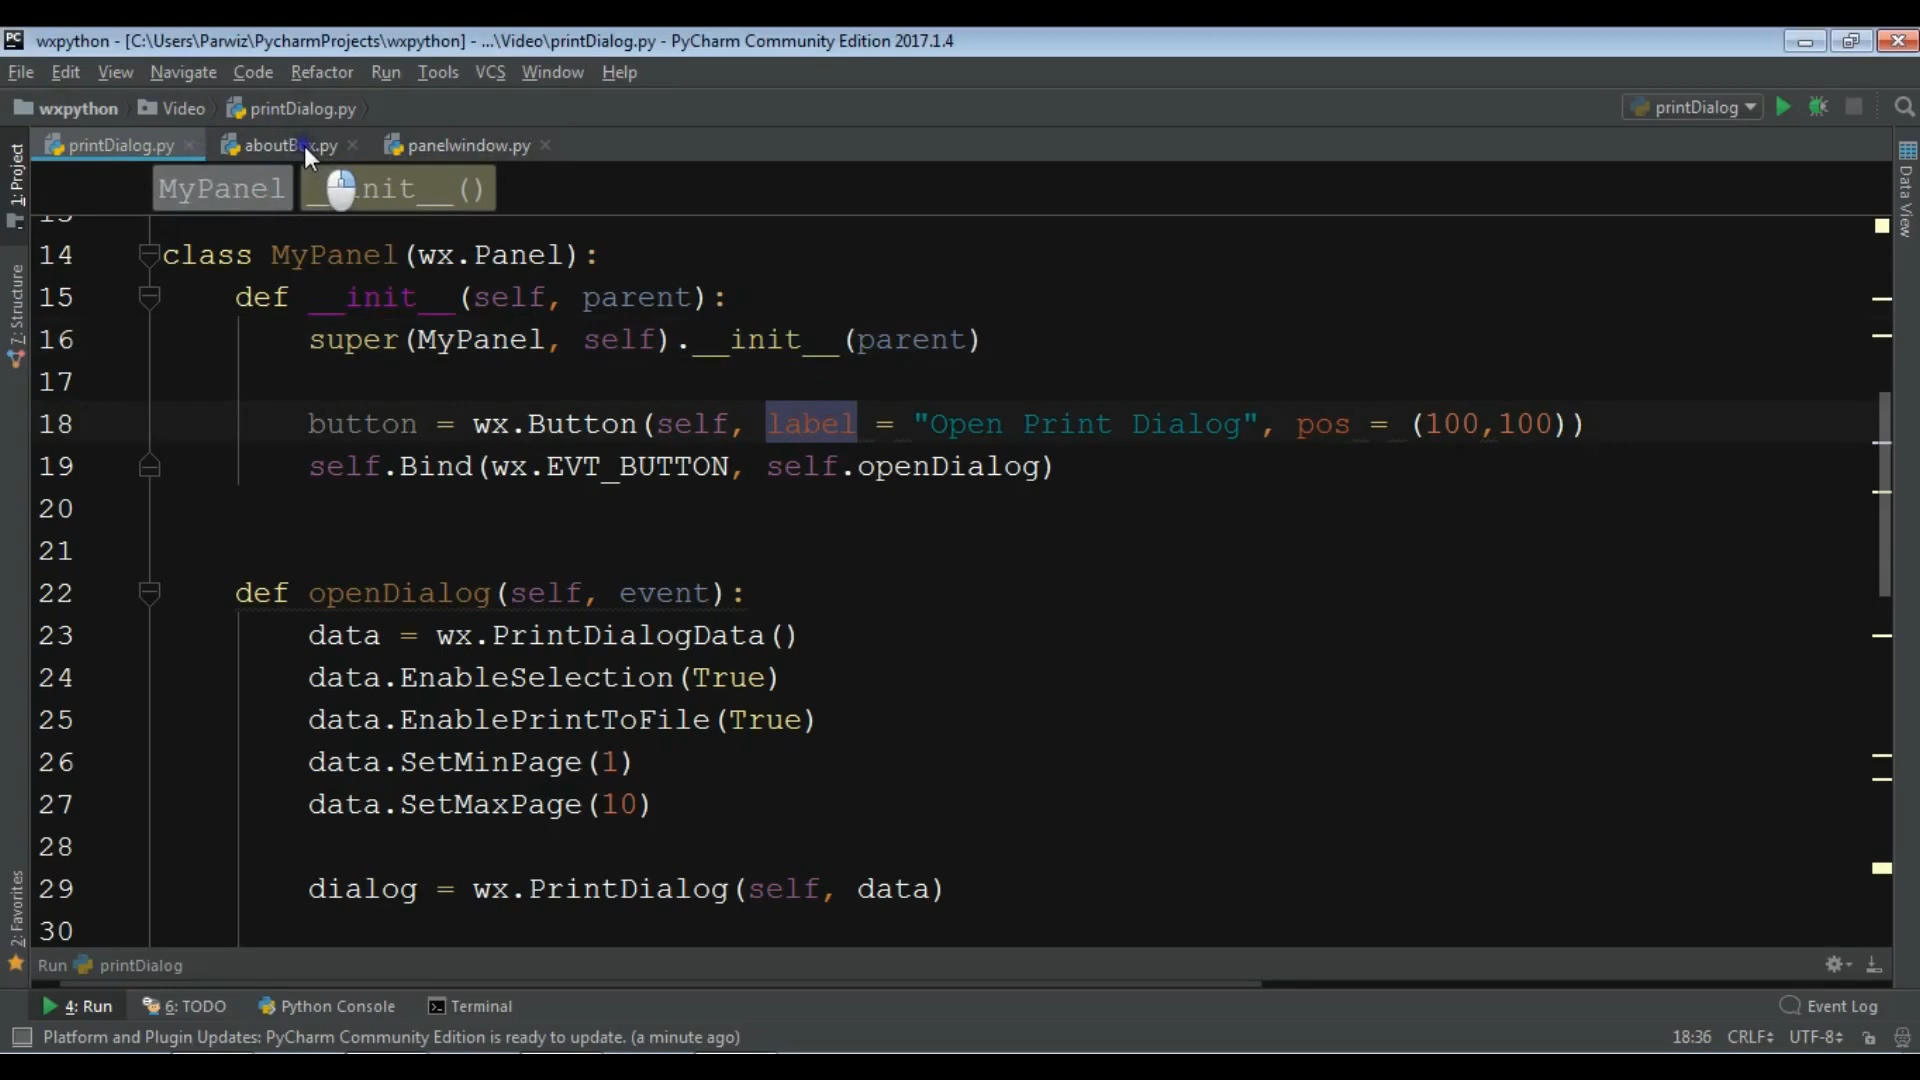 PC wxpython - [C:\Users\Parwiz\PycharmProjects\wxpython] - ...\Video\printDialog.py - PyCharm Community Edition 2017.1.4
File Edit View Navigate Code Refactor Run Tools VCS Window Help
wxpython Video printDialog.py printDialog
printDialog.py aboutBox.py panelwindow.py
1: Project
7: Structure
2: Favorites
Data View
MyPanel __init__()
14 class MyPanel(wx.Panel):
15 def __init__(self, parent):
16 super(MyPanel, self).__init__(parent)
17
18 button = wx.Button(self, label = "Open Print Dialog", pos = (100,100))
19 self.Bind(wx.EVT_BUTTON, self.openDialog)
20
21
22 def openDialog(self, event):
23 data = wx.PrintDialogData()
24 data.EnableSelection(True)
25 data.EnablePrintToFile(True)
26 data.SetMinPage(1)
27 data.SetMaxPage(10)
28
29 dialog = wx.PrintDialog(self, data)
30
Run printDialog
4: Run 6: TODO Python Console Terminal Event Log
Platform and Plugin Updates: PyCharm Community Edition is ready to update. (a minute ago) 18:36 CRLF UTF-8